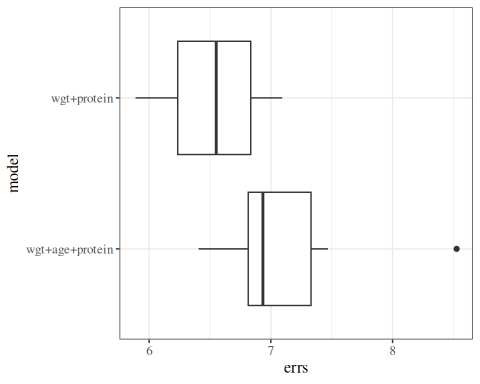 model
wgt+protein
wgt+age+protein
6 7 8
errs